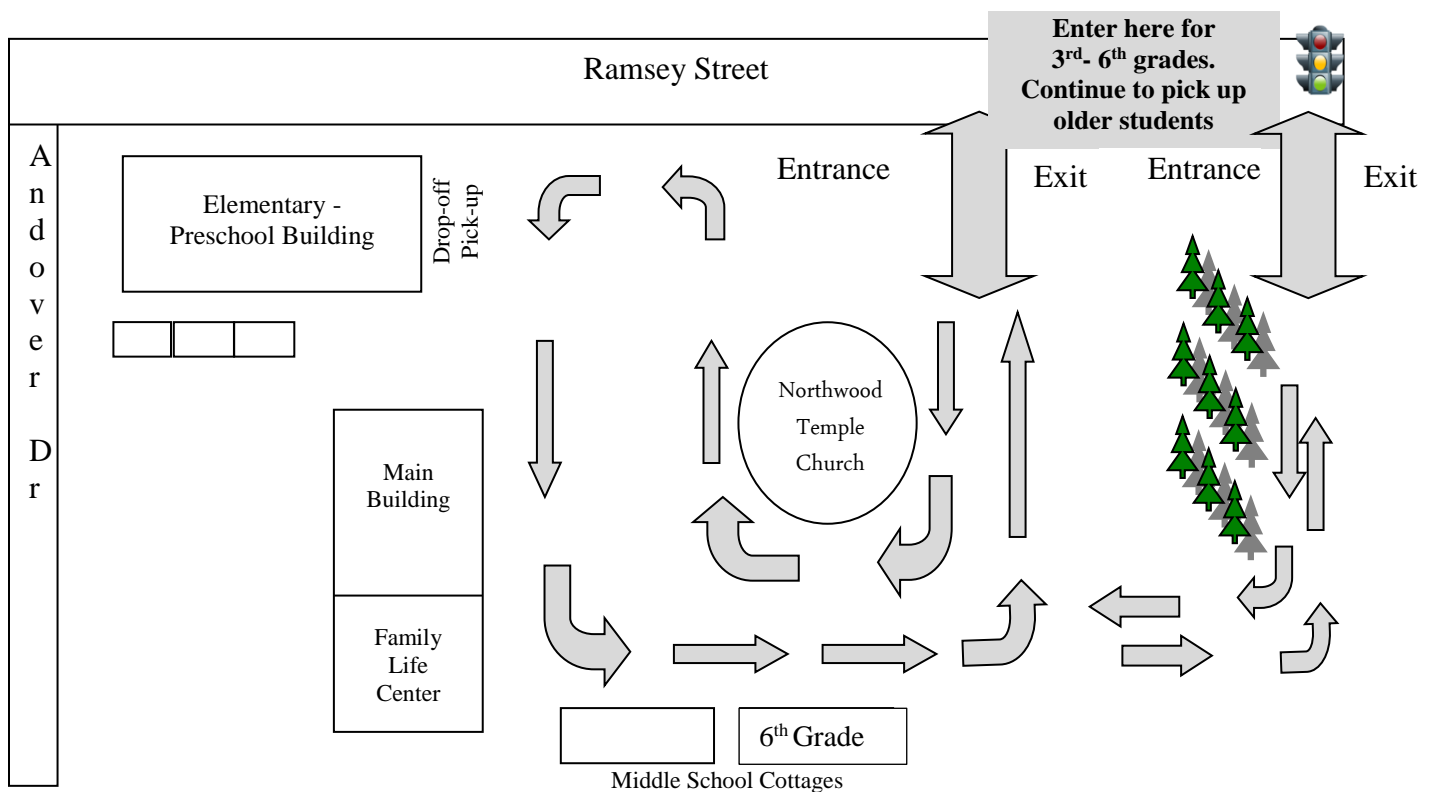 Enter here for
3rd- 6th grades.
Continue to pick up
older students
Ramsey Street
Andover Dr
Elementary -
Preschool Building
Drop-off
Pick-up
Entrance
Exit
Entrance
Exit
Northwood
Temple
Church
Main
Building
Family
Life
Center
6th Grade
Middle School Cottages